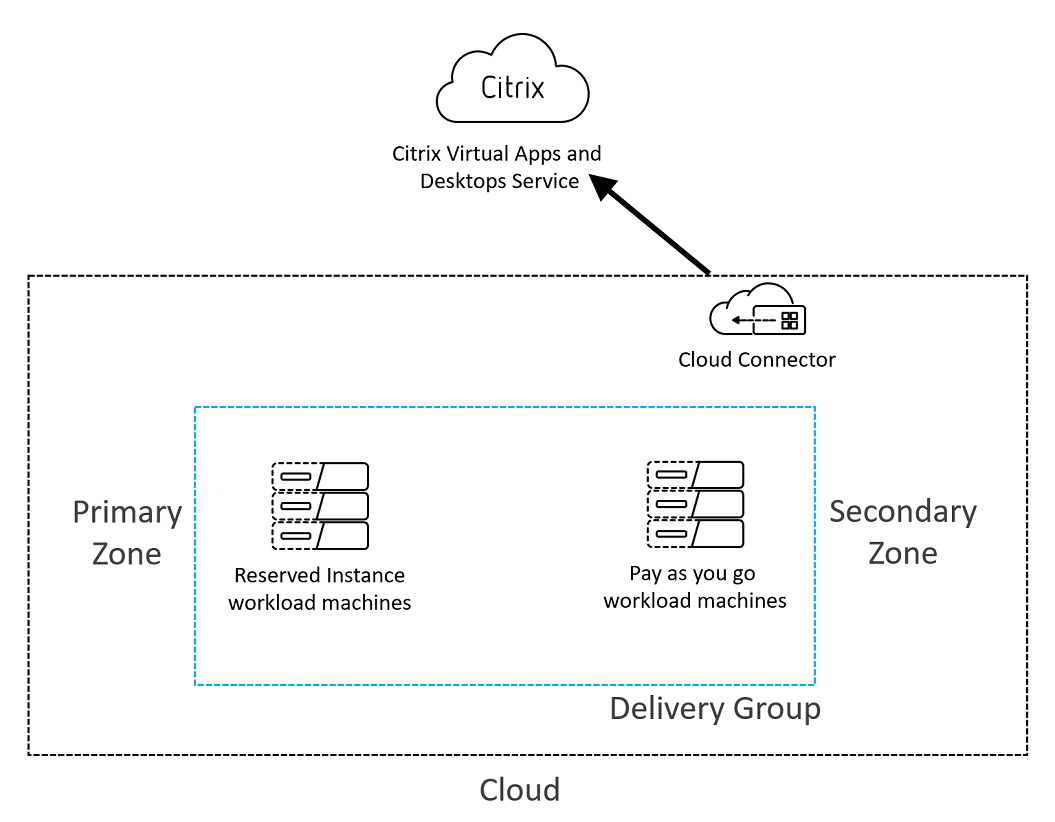 Citrix
Citrix Virtual Apps and
Desktops Service
Cloud Connector
Primary
Zone
Reserved Instance
workload machines
Pay as you go
workload machines
Secondary
Zone
Delivery Group
Cloud